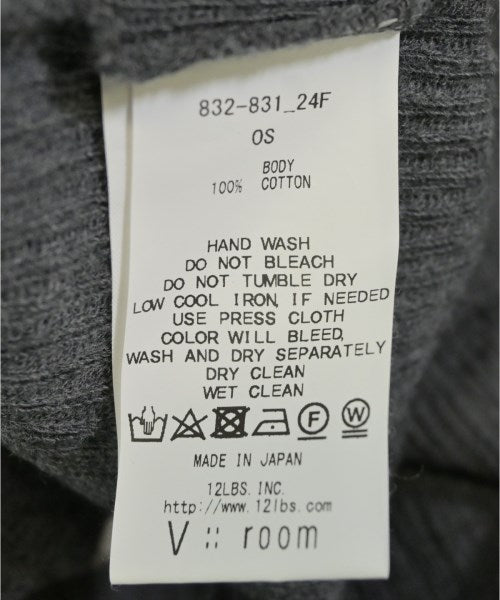 832-831_24F
OS
BODY
100% COTTON
HAND WASH
DO NOT BLEACH
DO NOT TUMBLE DRY
LOW COOL IRON, IF NEEDED
USE PRESS CLOTH
COLOR WILL BLEED,
WASH AND DRY SEPARATELY
DRY CLEAN
WET CLEAN
F W
MADE IN JAPAN
12LBS. INC.
http://www.12lbs.com
V :: room